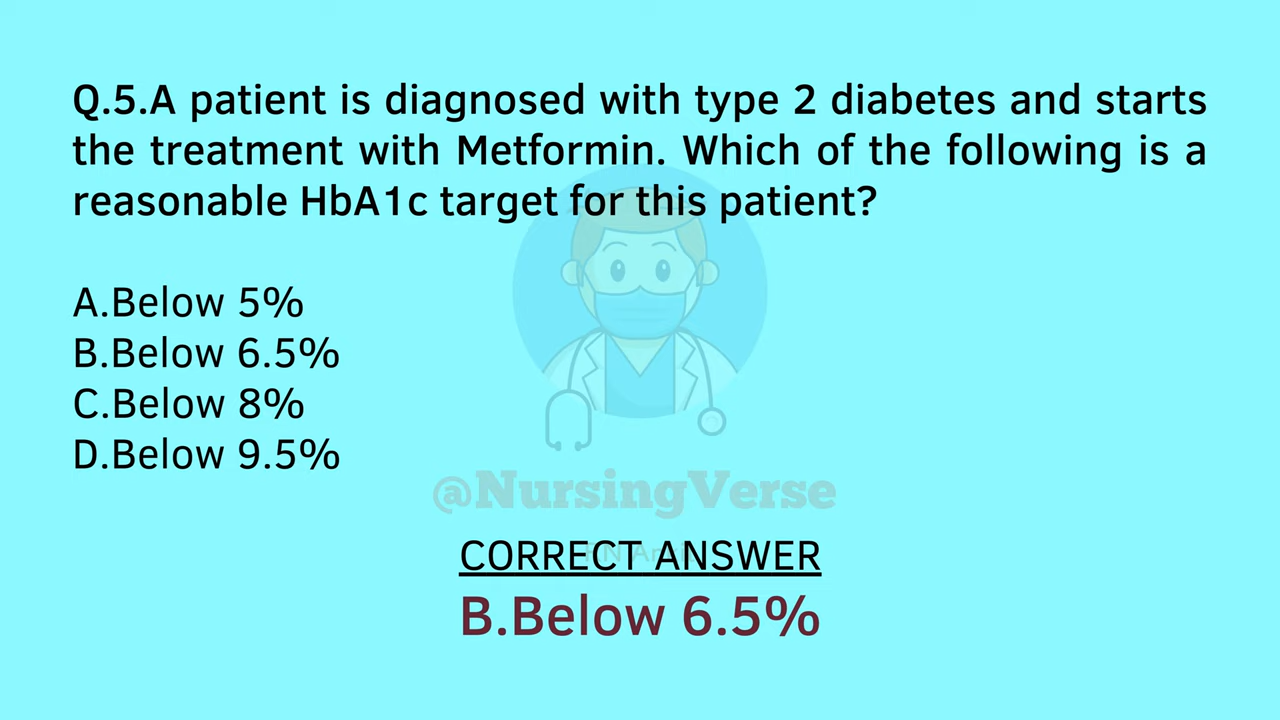 Q.5.A patient is diagnosed with type 2 diabetes and starts
the treatment with Metformin. Which of the following is a
reasonable HbA1c target for this patient?
A.Below 5%
B.Below 6.5%
C.Below 8%
D.Below 9.5%
@NursingVerse
CORRECT ANSWER
B.Below 6.5%